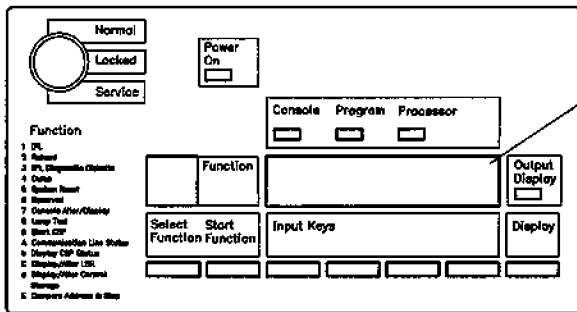 Normal
Locked
Service
Power
On
Console Program Processor
Function
1 IPL
2 Reload
3 IPL Diagnostic Diskette
4 Dump
5 System Reset
6 Reserved
7 Console Alter/Display
8 Lamp Test
9 Start CSP
A Communication Line Status
B Display CSP Status
C Display/Alter LSR
D Display/Alter Control
Storage
E Compare Address & Stop
Function
Output
Display
Select
Function
Start
Function
Input Keys
Display